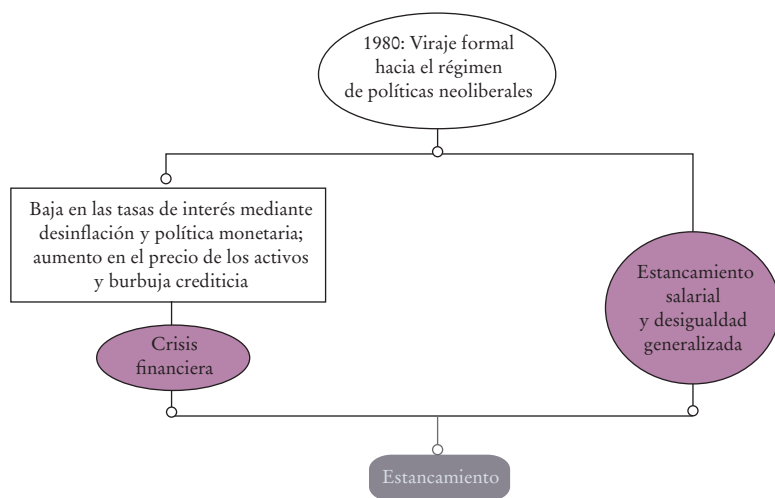 1980: Viraje formal
hacia el régimen
de políticas neoliberales
Baja en las tasas de interés mediante
desinflación y política monetaria;
aumento en el precio de los activos
y burbuja crediticia
Estancamiento
salarial
y desigualdad
generalizada
Crisis
financiera
Estancamiento